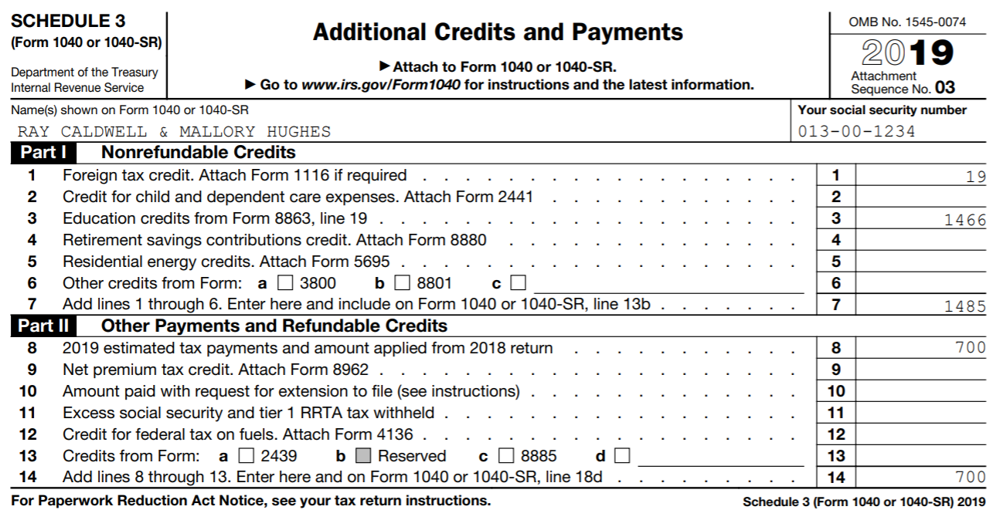 SCHEDULE 3
(Form 1040 or 1040-SR)
Department of the Treasury
Internal Revenue Service
Additional Credits and Payments
▶ Attach to Form 1040 or 1040-SR.
▶ Go to www.irs.gov/Form1040 for instructions and the latest information.
OMB No. 1545-0074
2019
Attachment
Sequence No. 03
Name(s) shown on Form 1040 or 1040-SR
RAY CALDWELL & MALLORY HUGHES
Your social security number
013-00-1234
Part I Nonrefundable Credits
1 Foreign tax credit. Attach Form 1116 if required . . . . . . . . . . . . . . . . . . 1 19
2 Credit for child and dependent care expenses. Attach Form 2441 . . . . . . . . . . . . 2
3 Education credits from Form 8863, line 19 . . . . . . . . . . . . . . . . . . . . 3 1466
4 Retirement savings contributions credit. Attach Form 8880 . . . . . . . . . . . . . . 4
5 Residential energy credits. Attach Form 5695 . . . . . . . . . . . . . . . . . . . 5
6 Other credits from Form: a ☐ 3800 b ☐ 8801 c ☐ 6
7 Add lines 1 through 6. Enter here and include on Form 1040 or 1040-SR, line 13b . . . . . . . 7 1485
Part II Other Payments and Refundable Credits
8 2019 estimated tax payments and amount applied from 2018 return . . . . . . . . . . . 8 700
9 Net premium tax credit. Attach Form 8962 . . . . . . . . . . . . . . . . . . . . 9
10 Amount paid with request for extension to file (see instructions) . . . . . . . . . . . . . 10
11 Excess social security and tier 1 RRTA tax withheld . . . . . . . . . . . . . . . . . 11
12 Credit for federal tax on fuels. Attach Form 4136 . . . . . . . . . . . . . . . . . . 12
13 Credits from Form: a ☐ 2439 b ☐ Reserved c ☐ 8885 d ☐ 13
14 Add lines 8 through 13. Enter here and on Form 1040 or 1040-SR, line 18d . . . . . . . . . 14 700
For Paperwork Reduction Act Notice, see your tax return instructions.
Schedule 3 (Form 1040 or 1040-SR) 2019